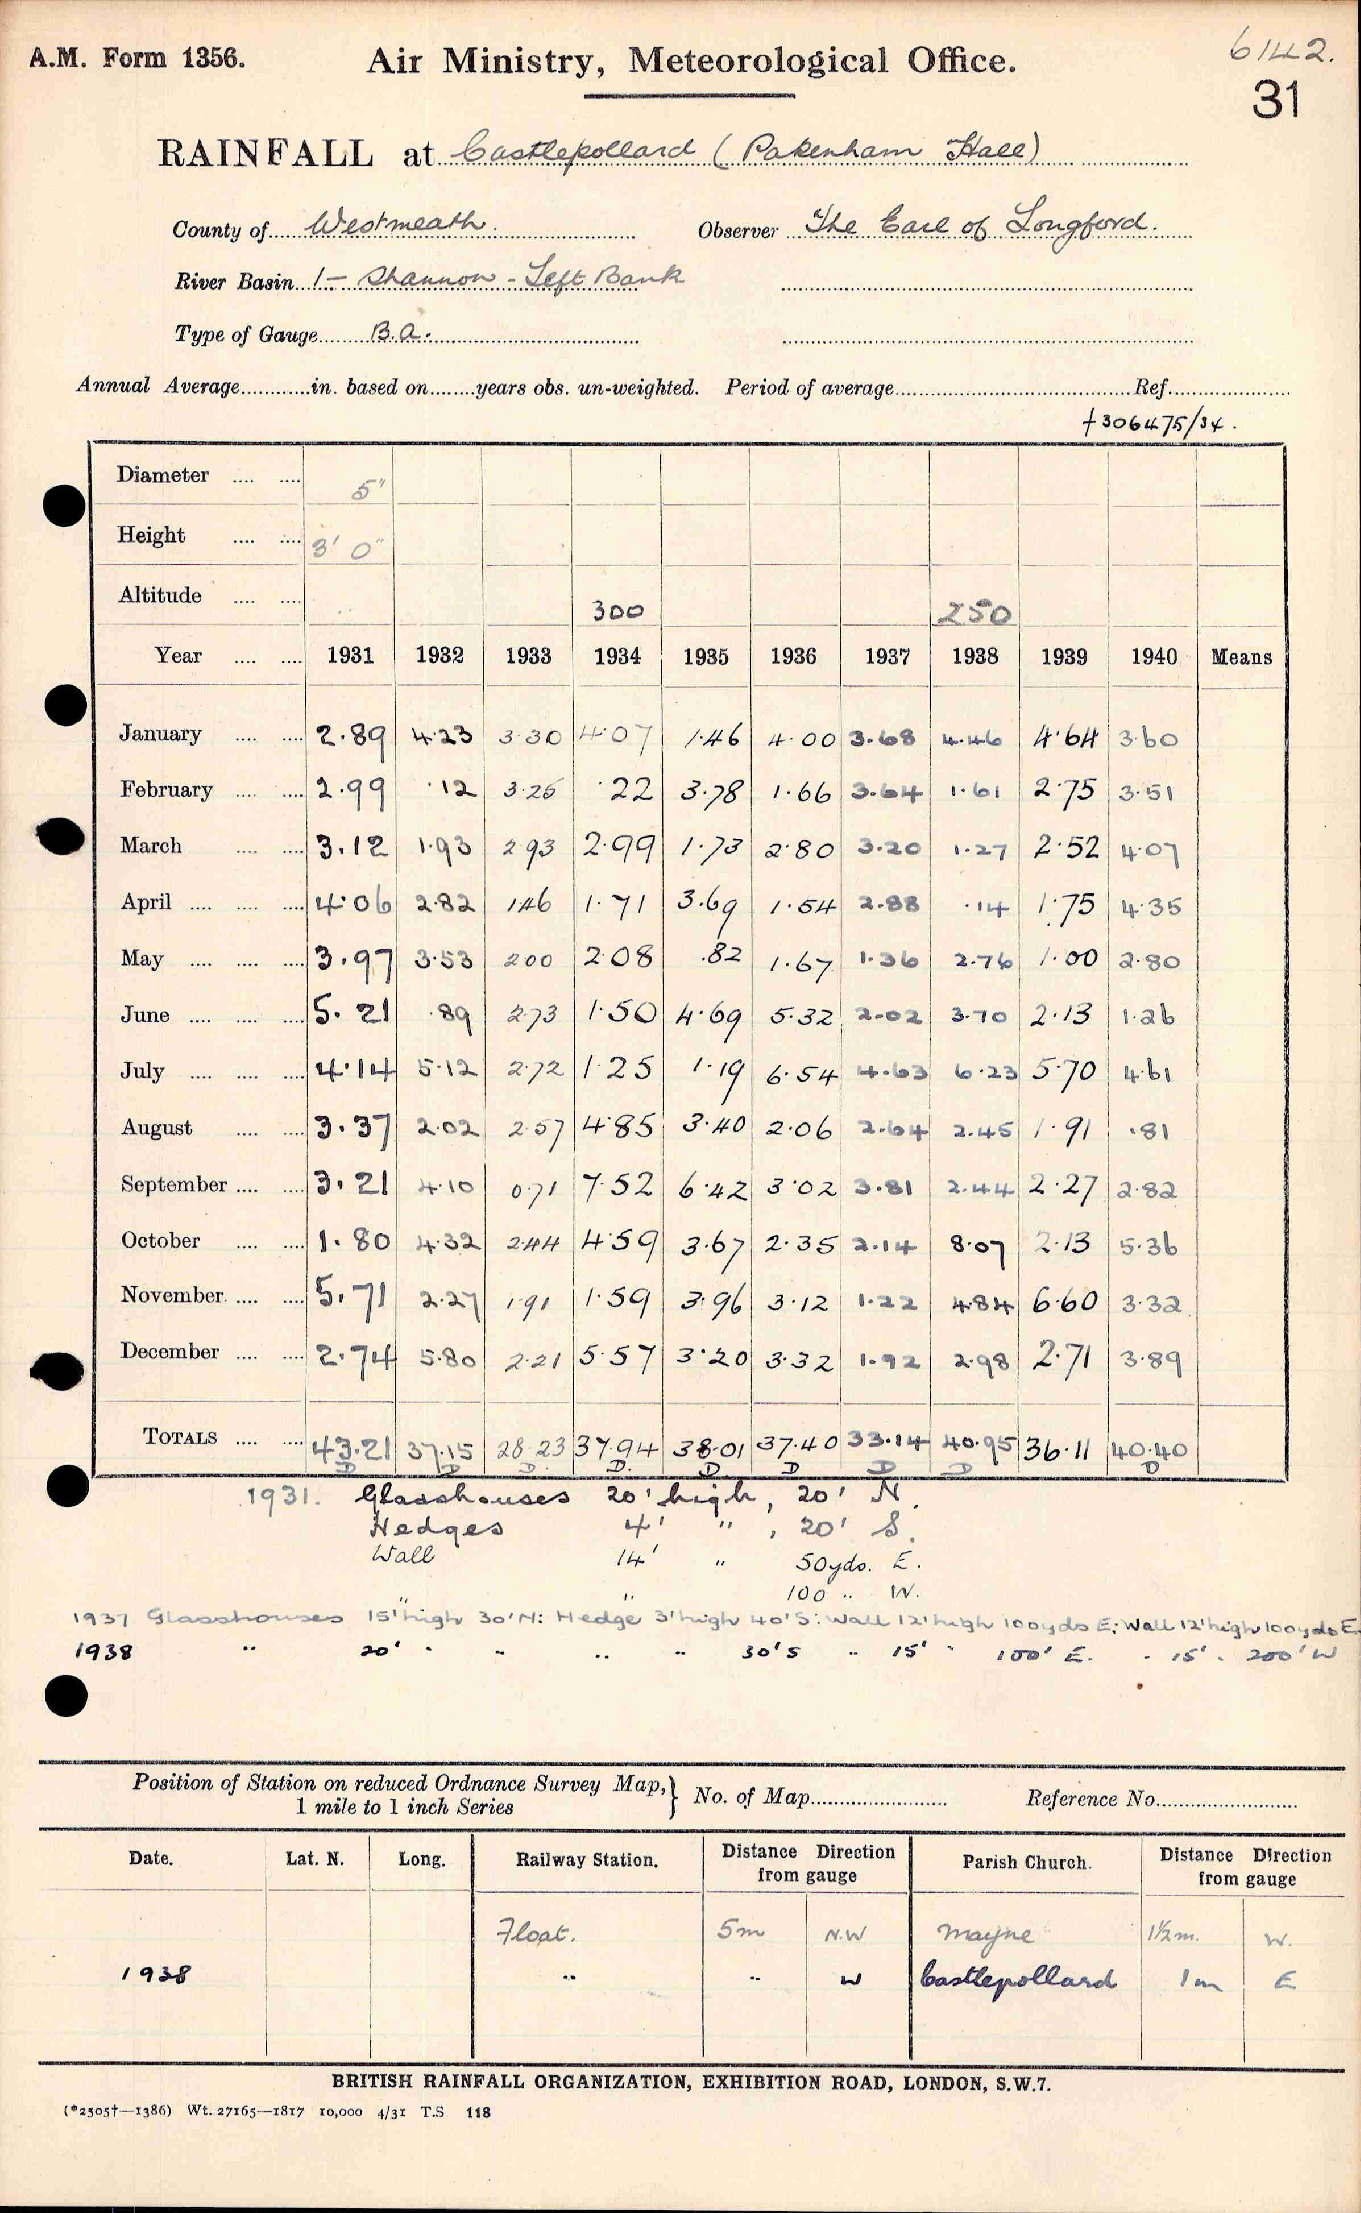 6142.
A.M. Form 1356. Air Ministry, Meteorological Office.
31
RAINFALL at Castlepollard (Pakenham Hall)
County of Westmeath. Observer The Earl of Longford.
River Basin 1 – Shannon - Left Bank
Type of Gauge B.a.
Annual Average in. based on years obs. un-weighted. Period of average Ref.
†306475/34.
Diameter 5"
Height 3' 0"
Altitude 300 250
Year 1931 1932 1933 1934 1935 1936 1937 1938 1939 1940 Means
January 2.89 4.23 3.30 4.07 1.46 4.00 3.68 4.46 4.64 3.60
February 2.99 .12 3.25 .22 3.78 1.66 3.64 1.61 2.75 3.51
March 3.12 1.93 2.93 2.99 1.73 2.80 3.20 1.27 2.52 4.07
April 4.06 2.82 1.46 1.71 3.69 1.54 2.88 .14 1.75 4.35
May 3.97 3.53 2.00 2.08 .82 1.67 1.36 2.76 1.00 2.80
June 5.21 .89 2.73 1.50 4.69 5.32 2.02 3.70 2.13 1.26
July 4.14 5.12 2.72 1.25 1.19 6.54 4.63 6.23 5.70 4.61
August 3.37 2.02 2.57 4.85 3.40 2.06 2.64 2.45 1.91 .81
September 3.21 4.10 0.71 7.52 6.42 3.02 3.81 2.44 2.27 2.82
October 1.80 4.32 2.44 4.59 3.67 2.35 2.14 8.07 2.13 5.36
November 5.71 2.27 1.91 1.59 3.96 3.12 1.22 4.84 6.60 3.32
December 2.74 5.80 2.21 5.57 3.20 3.32 1.92 2.98 2.71 3.89
TOTALS 43.21 37.15 28.23 37.94 38.01 37.40 33.14 40.95 36.11 40.40
D D D. D. D. D D D D
1931. Glasshouses 20' high, 20' N.
Hedges 4' " , 20' S.
Wall 14' " 50yds. E.
" " 100 " W.
1937 Glasshouses 15' high 30' N: Hedge 3' high 40' S: Wall 12' high 100yds E; Wall 12' high 100yds E.
1938 " 20' " " " " 30' S " 15' " 100' E. " 15' " 200' W
Position of Station on reduced Ordnance Survey Map,} No. of Map Reference No.
1 mile to 1 inch Series
Date. Lat. N. Long. Railway Station. Distance Direction from gauge Parish Church. Distance Direction from gauge
Float. 5m N.W Mayne 1½m. W.
1938 " " W Castlepollard 1m E
BRITISH RAINFALL ORGANIZATION, EXHIBITION ROAD, LONDON, S.W.7.
(*2505†—1386) Wt. 27165—1817 10,000 4/31 T.S 118